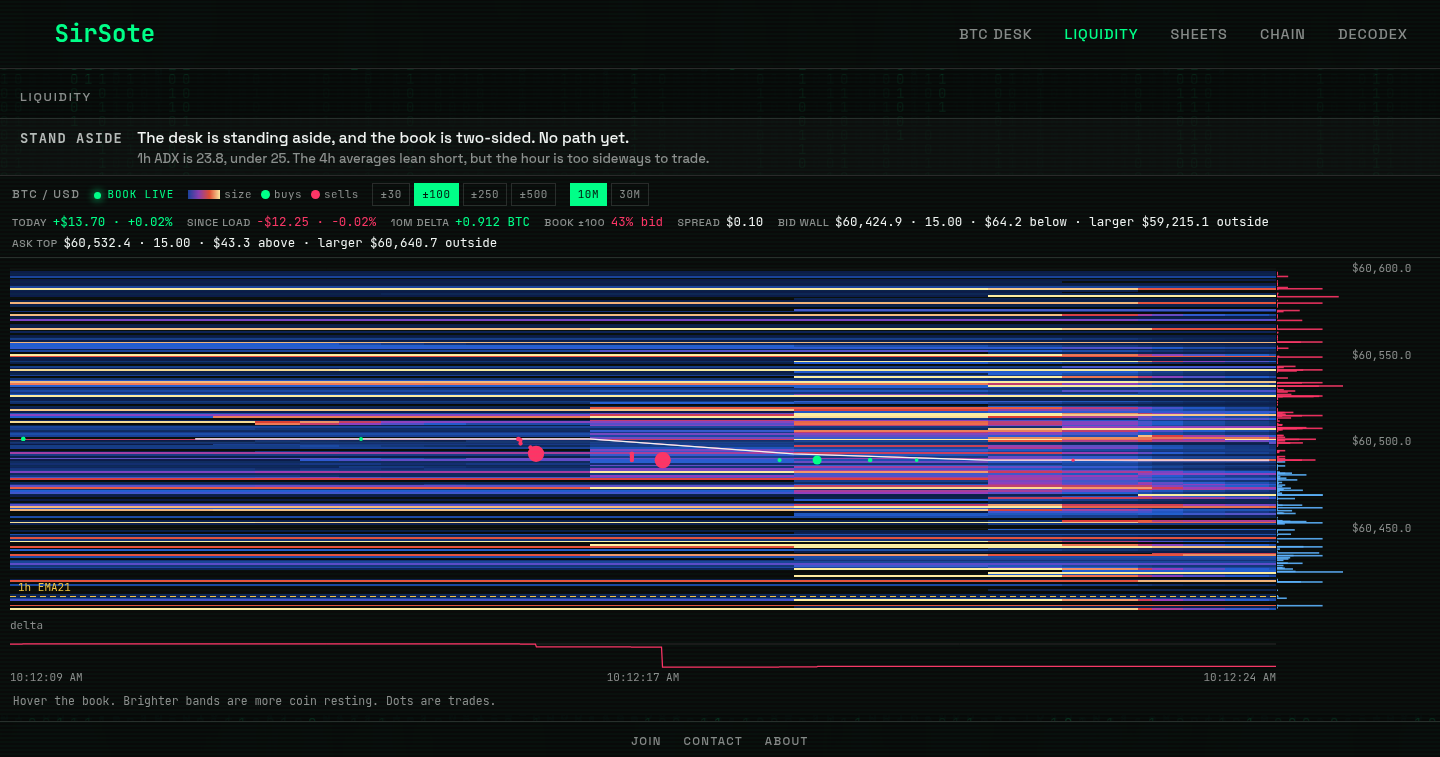 SirSote
BTC DESK LIQUIDITY SHEETS CHAIN DECODEX
LIQUIDITY
STAND ASIDE The desk is standing aside, and the book is two-sided. No path yet.
1h ADX is 23.8, under 25. The 4h averages lean short, but the hour is too sideways to trade.
BTC / USD BOOK LIVE size buys sells ±30 ±100 ±250 ±500 10M 30M
TODAY +$13.70 · +0.02% SINCE LOAD -$12.25 · -0.02% 10M DELTA +0.912 BTC BOOK ±100 43% bid SPREAD $0.10 BID WALL $60,424.9 · 15.00 · $64.2 below · larger $59,215.1 outside
ASK TOP $60,532.4 · 15.00 · $43.3 above · larger $60,640.7 outside
$60,600.0
$60,550.0
$60,500.0
$60,450.0
1h EMA21
delta
10:12:09 AM 10:12:17 AM 10:12:24 AM
Hover the book. Brighter bands are more coin resting. Dots are trades.
JOIN CONTACT ABOUT